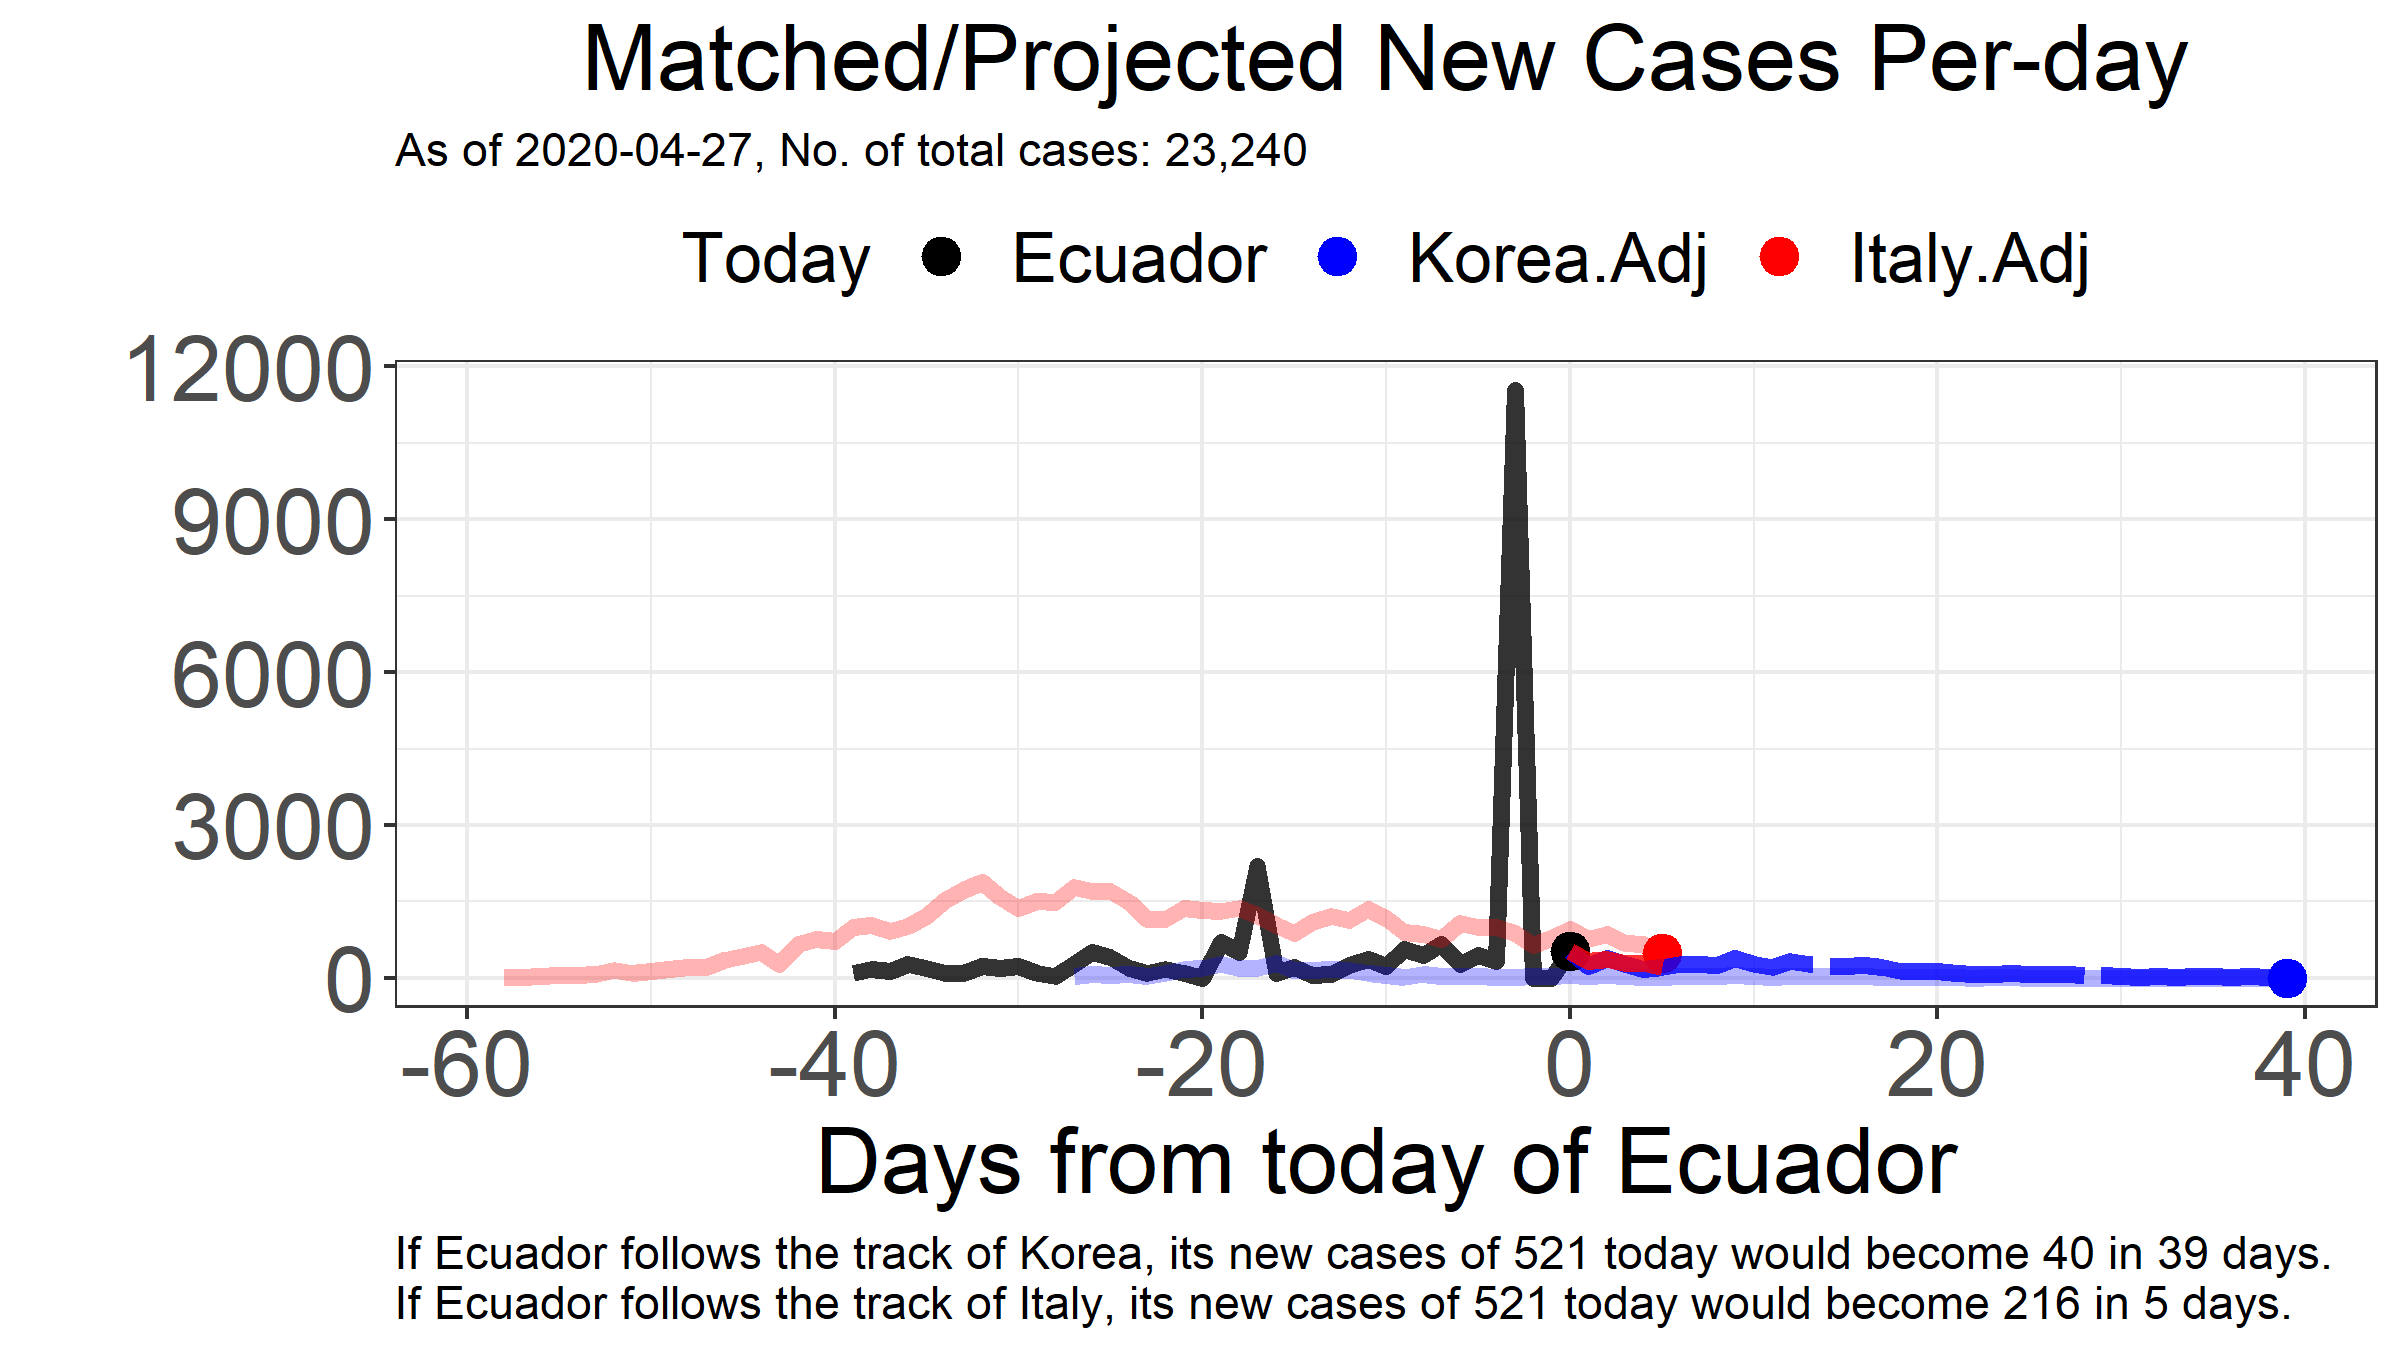 Matched/Projected New Cases Per-day
As of 2020-04-27, No. of total cases: 23,240
Today Ecuador Korea.Adj Italy.Adj
12000
9000
6000
3000
0
-60 -40 -20 0 20 40
Days from today of Ecuador
If Ecuador follows the track of Korea, its new cases of 521 today would become 40 in 39 days.
If Ecuador follows the track of Italy, its new cases of 521 today would become 216 in 5 days.